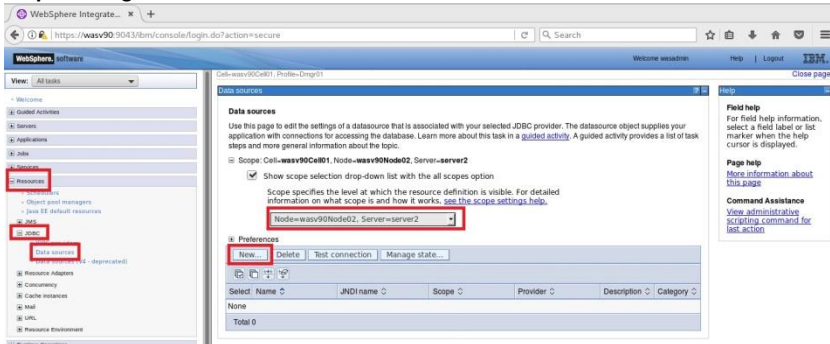 WebSphere Integrate... × +
https://wasv90:9043/ibm/console/login.do?action=secure
Search
WebSphere. software
Welcome wasadmin
Help | Logout
IBM.
View: All tasks
Cell=wasv90Cell01, Profile=Dmgr01
Close page
Welcome
Guided Activities
Servers
Applications
Jobs
Services
Resources
Schedulers
Object pool managers
Java EE default resources
JMS
JDBC
Data sources
Data sources (V4 - deprecated)
Resource Adapters
Concurrency
Cache instances
Mail
URL
Resource Environment
Data sources
Data sources
Use this page to edit the settings of a datasource that is associated with your selected JDBC provider. The datasource object supplies your
application with connections for accessing the database. Learn more about this task in a guided activity. A guided activity provides a list of task
steps and more general information about the topic.
Scope: Cell=wasv90Cell01, Node=wasv90Node02, Server=server2
Show scope selection drop-down list with the all scopes option
Scope specifies the level at which the resource definition is visible. For detailed
information on what scope is and how it works, see the scope settings help.
Node=wasv90Node02, Server=server2
Preferences
New... Delete Test connection Manage state...
Select Name JNDI name Scope Provider Description Category
None
Total 0
Help
Field help
For field help information,
select a field label or list
marker when the help
cursor is displayed.
Page help
More information about
this page
Command Assistance
View administrative
scripting command for
last action